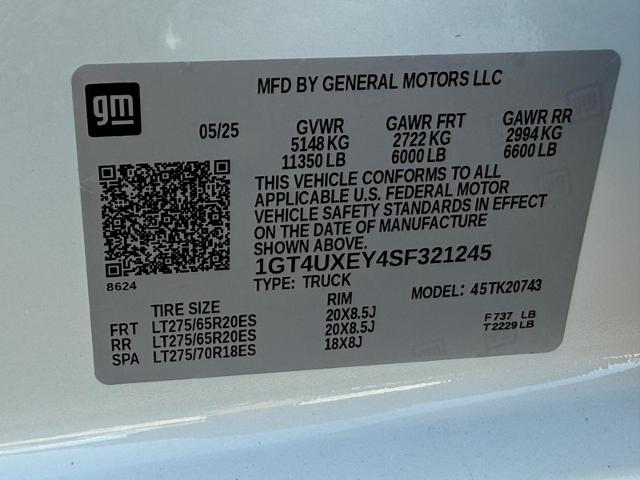 gm
MFD BY GENERAL MOTORS LLC
05/25
GVWR
5148 KG
11350 LB
GAWR FRT
2722 KG
6000 LB
GAWR RR
2994 KG
6600 LB
THIS VEHICLE CONFORMS TO ALL
APPLICABLE U.S. FEDERAL MOTOR
VEHICLE SAFETY STANDARDS IN EFFECT
ON THE DATE OF MANUFACTURE
SHOWN ABOVE.
1GT4UXEY4SF321245
8624
TYPE: TRUCK
MODEL: 45TK20743
TIRE SIZE RIM
FRT LT275/65R20ES 20X8.5J
RR LT275/65R20ES 20X8.5J
SPA LT275/70R18ES 18X8J
F 737 LB
T 2229 LB